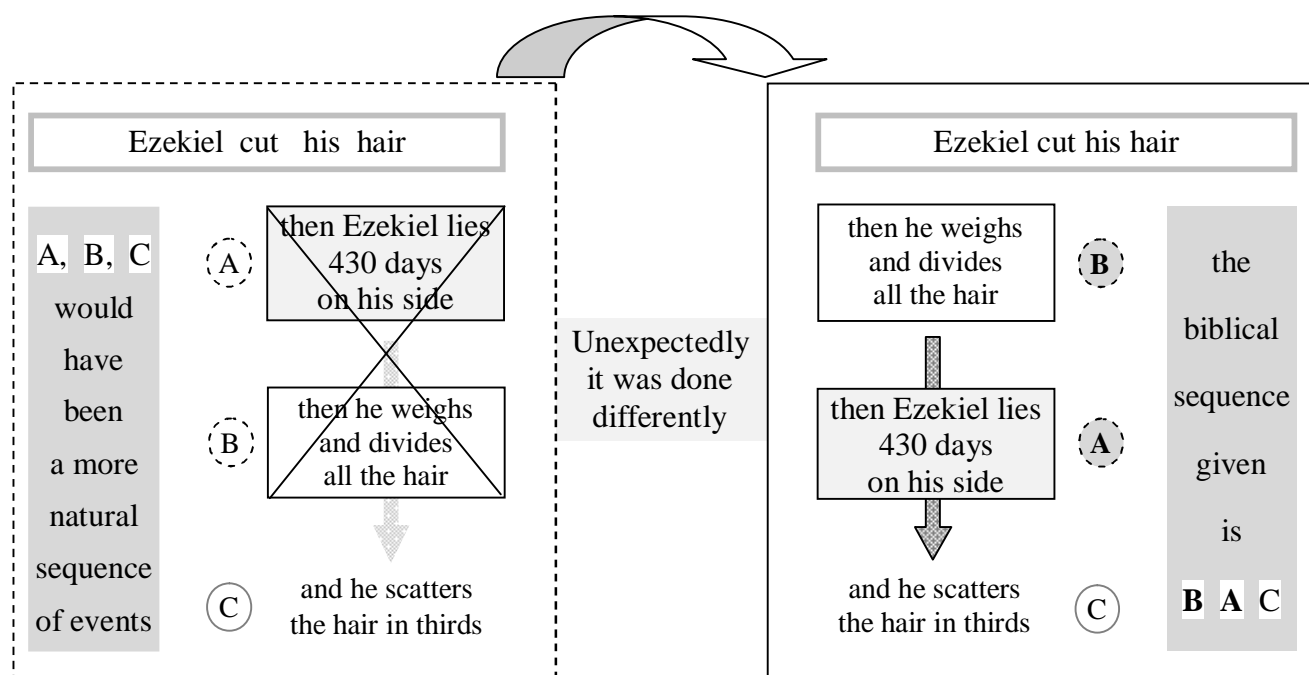 Ezekiel cut his hair
A, B, C
would
have
been
a more
natural
sequence
of events
A
then Ezekiel lies
430 days
on his side
B
then he weighs
and divides
all the hair
C
and he scatters
the hair in thirds
Unexpectedly
it was done
differently
Ezekiel cut his hair
then he weighs
and divides
all the hair
B
then Ezekiel lies
430 days
on his side
A
and he scatters
the hair in thirds
C
the
biblical
sequence
given
is
B A C